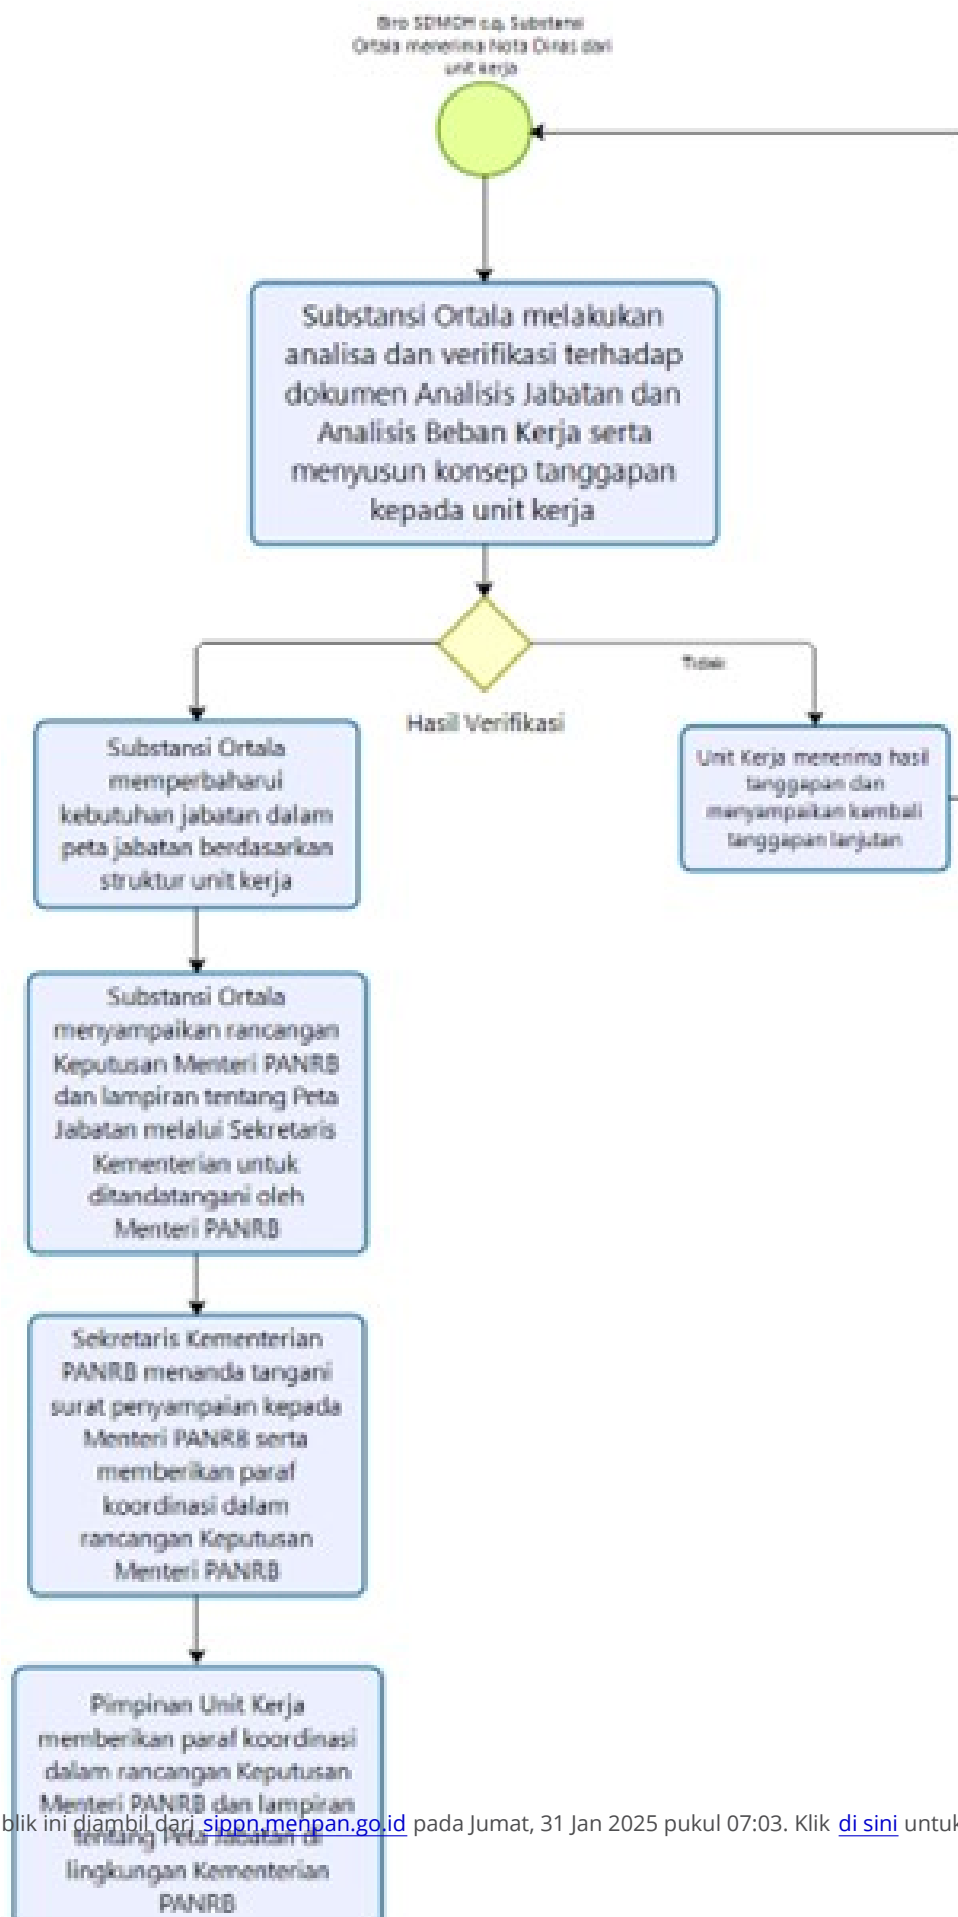 Biro SDMOH c.q. Substansi
Ortala menerima Nota Dinas dari
unit kerja
Substansi Ortala melakukan
analisa dan verifikasi terhadap
dokumen Analisis Jabatan dan
Analisis Beban Kerja serta
menyusun konsep tanggapan
kepada unit kerja
Tidak
Hasil Verifikasi
Substansi Ortala
memperbaharui
kebutuhan jabatan dalam
peta jabatan berdasarkan
struktur unit kerja
Unit Kerja menerima hasil
tanggapan dan
menyampaikan kembali
tanggapan lanjutan
Substansi Ortala
menyampaikan rancangan
Keputusan Menteri PANRB
dan lampiran tentang Peta
Jabatan melalui Sekretaris
Kementerian untuk
ditandatangani oleh
Menteri PANRB
Sekretaris Kementerian
PANRB menanda tangani
surat penyampaian kepada
Menteri PANRB serta
memberikan paraf
koordinasi dalam
rancangan Keputusan
Menteri PANRB
Pimpinan Unit Kerja
memberikan paraf koordinasi
dalam rancangan Keputusan
Menteri PANRB dan lampiran
tentang Peta Jabatan di
lingkungan Kementerian
PANRB
blik ini diambil dari sippn.menpan.go.id pada Jumat, 31 Jan 2025 pukul 07:03. Klik di sini untuk